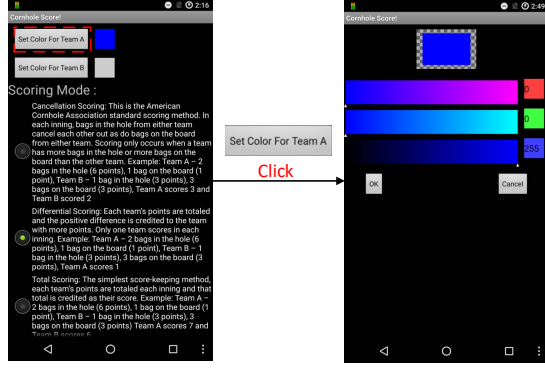 2:16
Cornhole Score!
Set Color For Team A
Set Color For Team B
Scoring Mode :
Cancellation Scoring: This is the American
Cornhole Association standard scoring method. In
each inning, bags in the hole from either team
cancel each other out as do bags on the board
from either team. Scoring only occurs when a team
has more bags in the hole or more bags on the
board than the other team. Example: Team A – 2
bags in the hole (6 points), 1 bag on the board (1
point), Team B – 1 bag in the hole (3 points), 3
bags on the board (3 points), Team A scores 3 and
Team B scored 2
Differential Scoring: Each team's points are totaled
and the positive difference is credited to the team
with more points. Only one team scores in each
inning. Example: Team A – 2 bags in the hole (6
points), 1 bag on the board (1 point), Team B – 1
bag in the hole (3 points), 3 bags on the board (3
points), Team A scores 1
Total Scoring: The simplest score-keeping method,
each team's points are totaled each inning and that
total is credited as their score. Example: Team A –
2 bags in the hole (6 points), 1 bag on the board (1
point), Team B – 1 bag in the hole (3 points), 3
bags on the board (3 points) Team A scores 7 and
Team B scores 6
Set Color For Team A
Click
2:49
Cornhole Score!
0
0
255
OK
Cancel